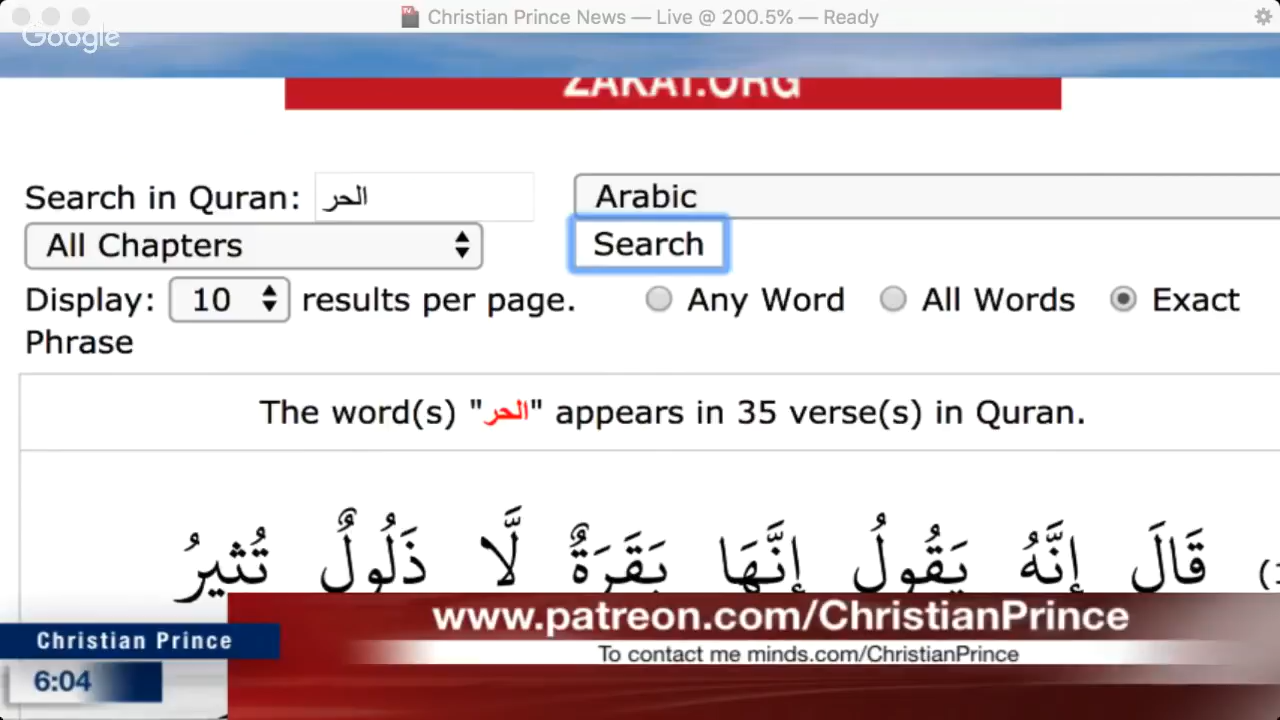 Christian Prince News — Live @ 200.5% — Ready
Google
ZAKAT.ORG
Search in Quran: الحر
Arabic
All Chapters
Search
Display: 10 results per page. Any Word All Words Exact
Phrase
The word(s) "الحر" appears in 35 verse(s) in Quran.
قَالَ إِنَّهُ يَقُولُ إِنَّهَا بَقَرَةٌ لَّا ذَلُولٌ تُثِيرُ
www.patreon.com/ChristianPrince
Christian Prince
To contact me minds.com/ChristianPrince
6:04